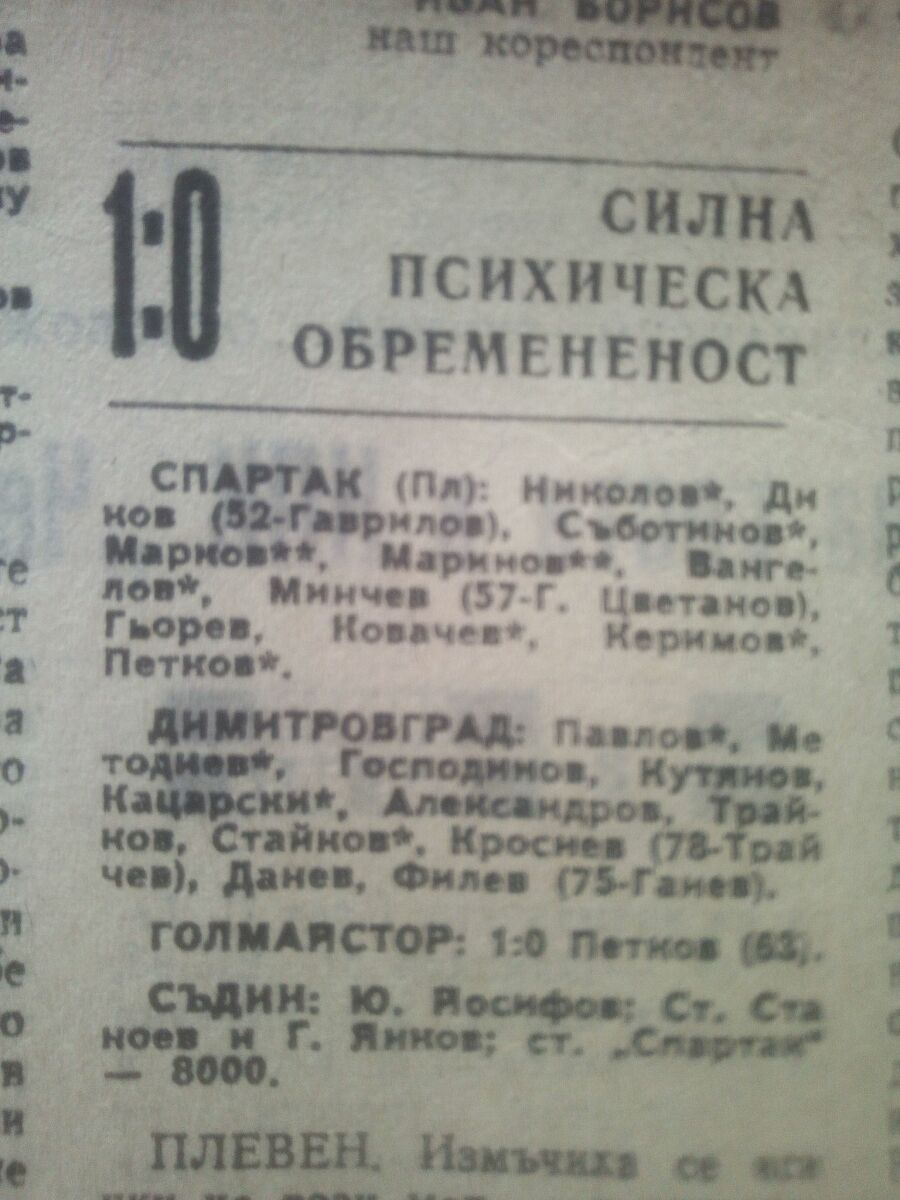 ИВАН БОРИСОВ
наш кореспондент
1:0
СИЛНА
ПСИХИЧЕСКА
ОБРЕМЕНЕНОСТ
СПАРТАК (Пл): Николов*, Ди
ков (52-Гаврилов), Съботинов*,
Марков**, Маринов**, Ванге-
лов*, Минчев (57-Г. Цветанов),
Гьорев, Ковачев*, Керимов*,
Петков*.
ДИМИТРОВГРАД: Павлов*, Ме
тодиев*, Господинов, Кутянов,
Кацарски*, Александров, Трай-
ков, Стайков*, Кроснев (78-Трай
чев), Данев, Филев (75-Ганев).
ГОЛМАЙСТОР: 1:0 Петков (63).
СЪДИИ: Ю. Йосифов; Ст. Ста
ноев и Г. Янков; ст. „Спартак"
— 8000.
ПЛЕВЕН. Измъчиха се